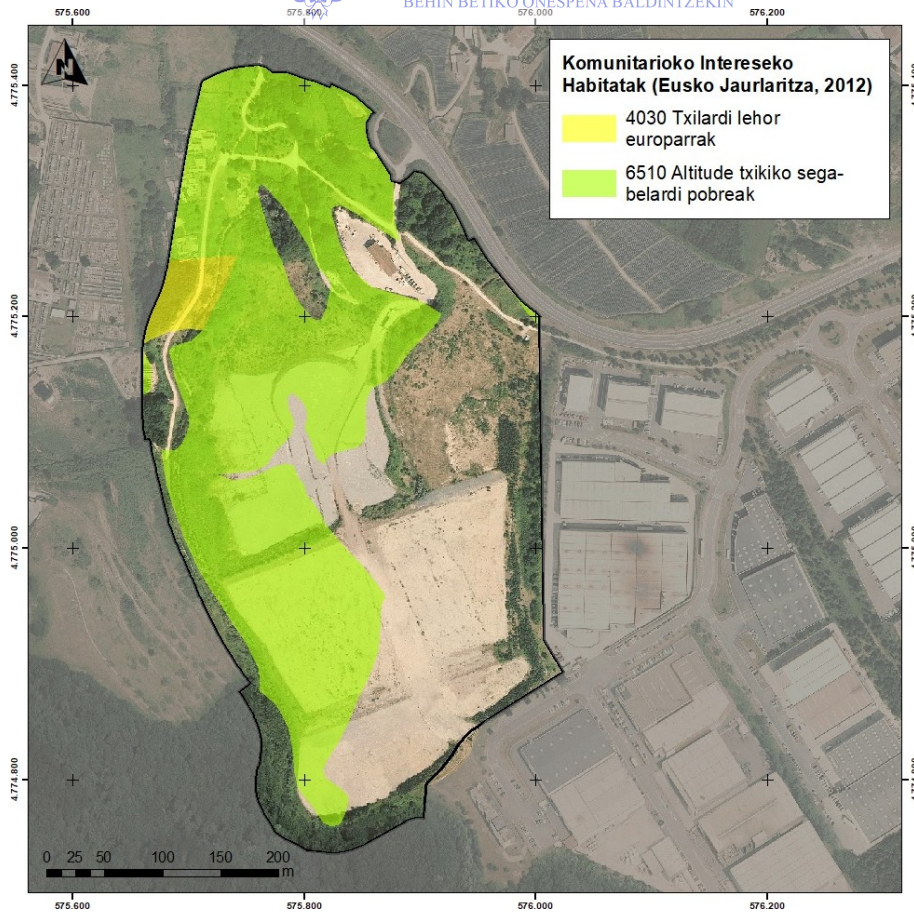 BEHIN BETIKO ONESPENA BALDINTZEKIN
575.600 575.800 576.000 576.200
N
Komunitarioko Intereseko
Habitatak (Eusko Jaurlaritza, 2012)
4030 Txilardi lehor
europarrak
6510 Altitude txikiko sega-
belardi pobreak
4.775.400
4.775.200
4.775.000
4.774.800
0 25 50 100 150 200
m
575.600 575.800 576.000 576.200